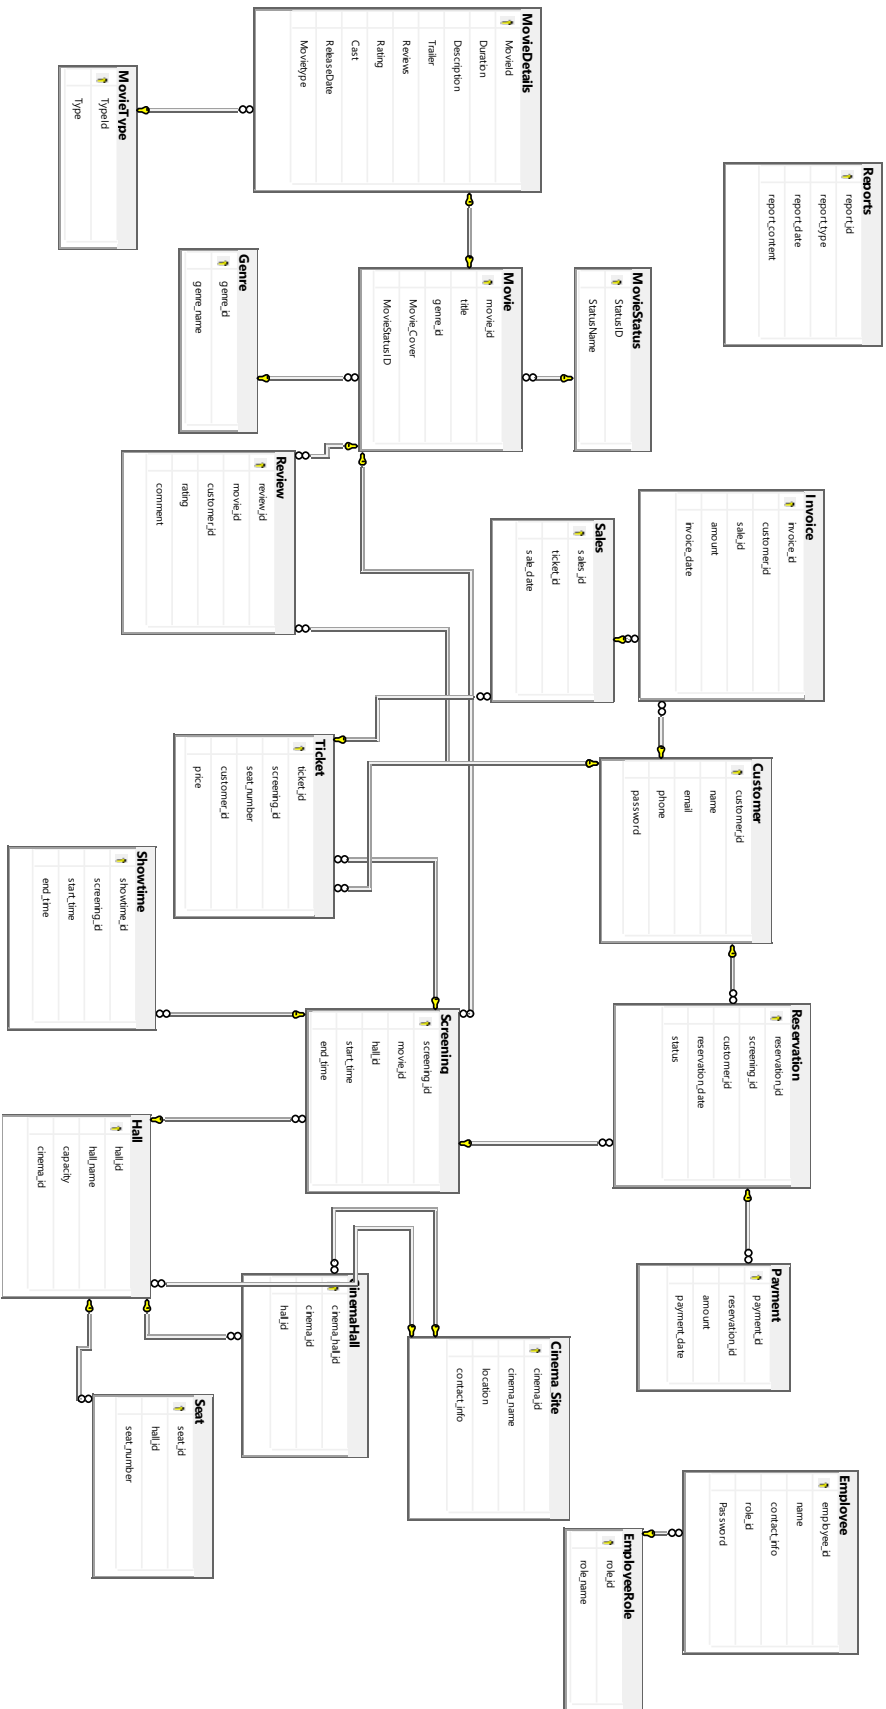 Reports
report_id
report_type
report_date
report_content
MovieDetails
MovieId
Duration
Description
Trailer
Reviews
Rating
Cast
ReleaseDate
Movietype
MovieType
TypeId
Type
MovieStatus
StatusID
StatusName
Movie
movie_id
title
genre_id
Movie_Cover
MovieStatusID
Genre
genre_id
genre_name
Review
review_id
movie_id
customer_id
rating
comment
Invoice
invoice_id
customer_id
sale_id
amount
invoice_date
Sales
sales_id
ticket_id
sale_date
Ticket
ticket_id
screening_id
seat_number
customer_id
price
Customer
customer_id
name
email
phone
password
Showtime
showtime_id
screening_id
start_time
end_time
Reservation
reservation_id
screening_id
customer_id
reservation_date
status
Screening
screening_id
movie_id
hall_id
start_time
end_time
Hall
hall_id
hall_name
capacity
cinema_id
Payment
payment_id
reservation_id
amount
payment_date
inemaHall
cinema_hall_id
cinema_id
hall_id
Cinema_Site
cinema_id
cinema_name
location
contact_info
Seat
seat_id
hall_id
seat_number
Employee
employee_id
name
contact_info
role_id
Password
EmployeeRole
role_id
role_name